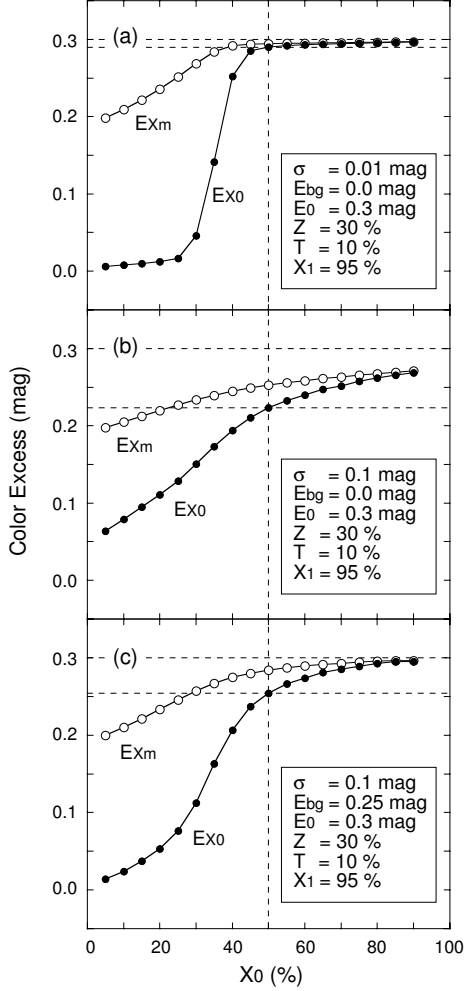 0.3
(a)
0.2
EXm
EX0
σ = 0.01 mag
Ebg = 0.0 mag
E0 = 0.3 mag
Z = 30 %
T = 10 %
X1 = 95 %
0.1
0.0
0.3
(b)
0.2
EXm
EX0
σ = 0.1 mag
Ebg = 0.0 mag
E0 = 0.3 mag
Z = 30 %
T = 10 %
X1 = 95 %
0.1
0.0
Color Excess (mag)
0.3
(c)
0.2
EXm
EX0
σ = 0.1 mag
Ebg = 0.25 mag
E0 = 0.3 mag
Z = 30 %
T = 10 %
X1 = 95 %
0.1
0.0
0 20 40 60 80 100
X0 (%)